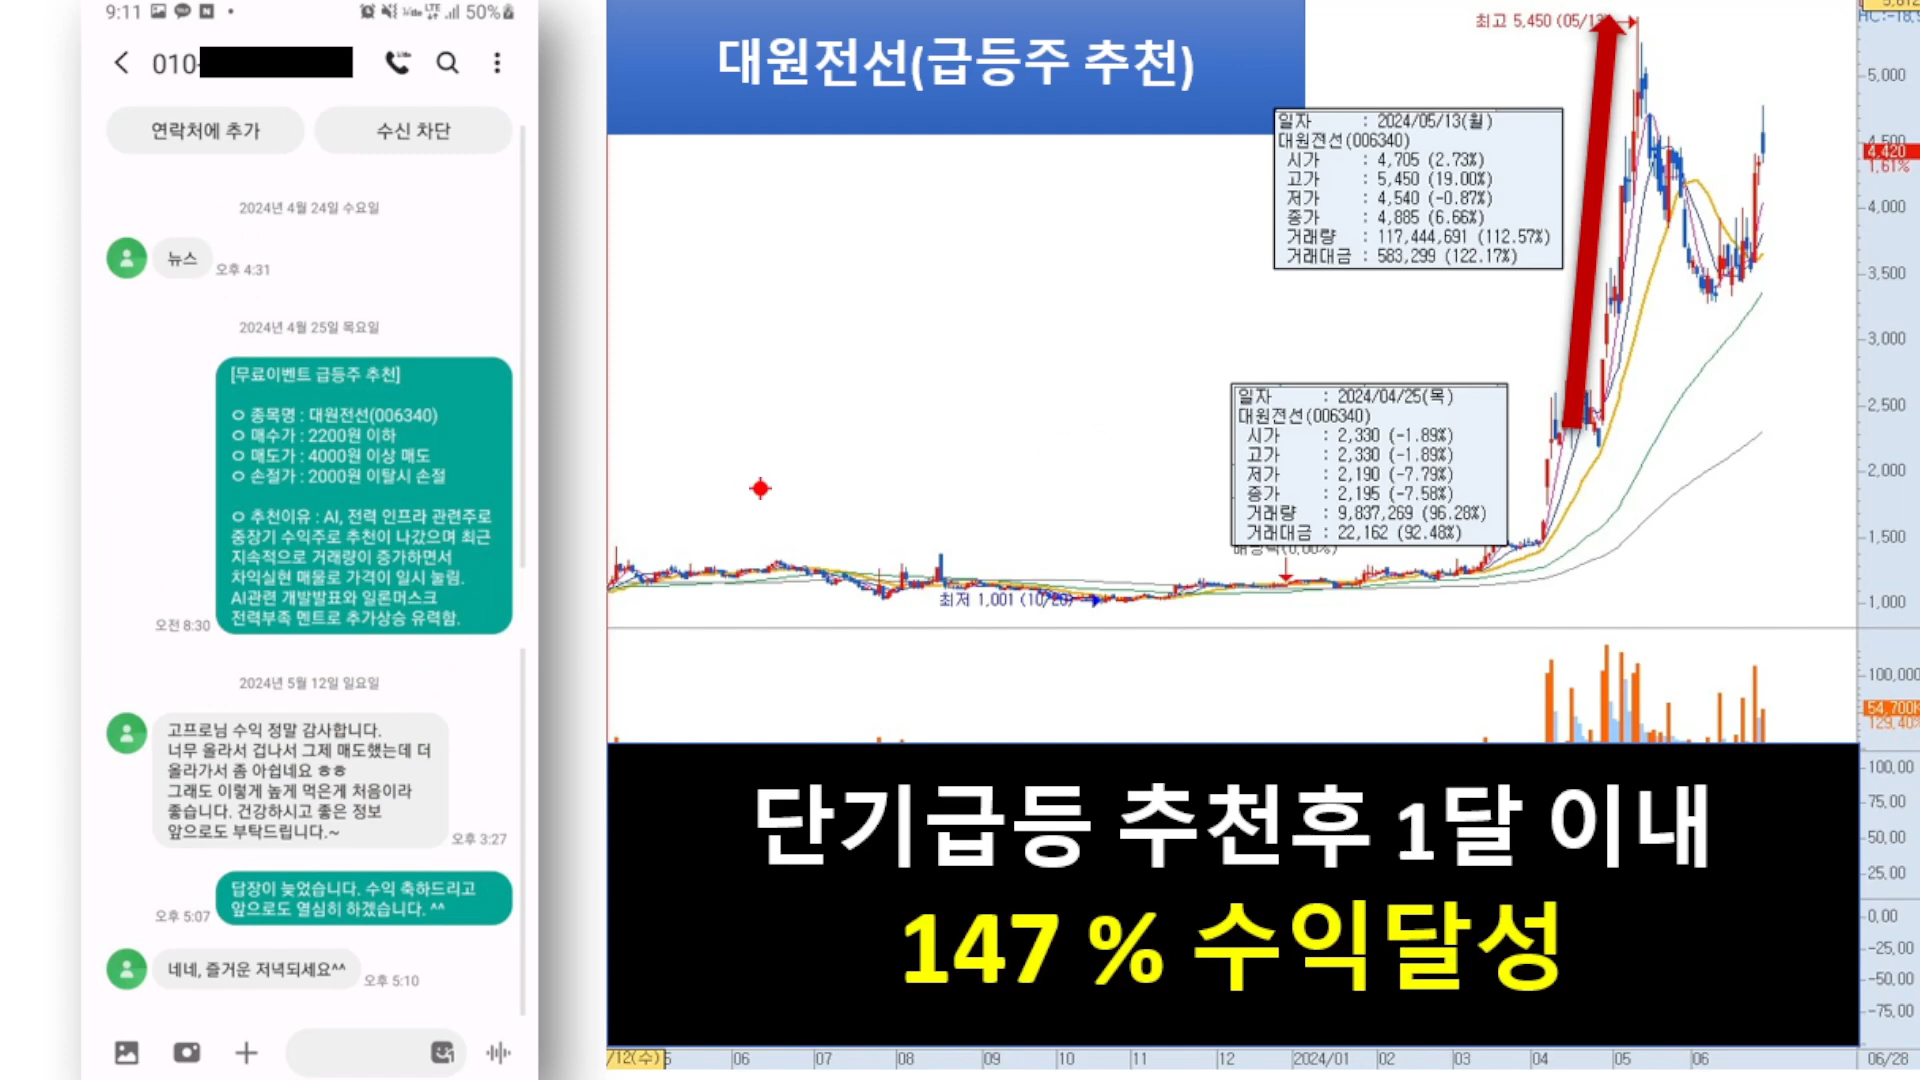 9:11
LTE
50%
010-
연락처에 추가
수신 차단
2024년 4월 24일 수요일
뉴스
오후 4:31
2024년 4월 25일 목요일
[무료이벤트 급등주 추천]
ㅇ 종목명 : 대원전선(006340)
ㅇ 매수가 : 2200원 이하
ㅇ 매도가 : 4000원 이상 매도
ㅇ 손절가 : 2000원 이탈시 손절
ㅇ 추천이유 : AI, 전력 인프라 관련주로
중장기 수익주로 추천이 나갔으며 최근
지속적으로 거래량이 증가하면서
차익실현 매물로 가격이 일시 눌림.
AI관련 개발발표와 일론머스크
전력부족 멘트로 추가상승 유력함.
오전 8:30
2024년 5월 12일 일요일
고프로님 수익 정말 감사합니다.
너무 올라서 겁나서 그제 매도했는데 더
올라가서 좀 아쉽네요 ㅎㅎ
그래도 이렇게 높게 먹은게 처음이라
좋습니다. 건강하시고 좋은 정보
앞으로도 부탁드립니다.~
오후 3:27
답장이 늦었습니다. 수익 축하드리고
앞으로도 열심히 하겠습니다. ^^
오후 5:07
네네, 즐거운 저녁되세요^^
오후 5:10
대원전선(급등주 추천)
최고 5,450 (05/13)
일자 : 2024/05/13(월)
대원전선(006340)
시가 : 4,705 (2.73%)
고가 : 5,450 (19.00%)
저가 : 4,540 (-0.87%)
종가 : 4,885 (6.66%)
거래량 : 117,444,691 (112.57%)
거래대금 : 583,299 (122.17%)
일자 : 2024/04/25(목)
대원전선(006340)
시가 : 2,330 (-1.89%)
고가 : 2,330 (-1.89%)
저가 : 2,190 (-7.79%)
종가 : 2,195 (-7.58%)
거래량 : 9,837,269 (96.28%)
거래대금 : 22,162 (92.48%)
최저 1,001 (10/20)
5,000
4,500
4,420
1,61%
4,000
3,500
3,000
2,500
2,000
1,500
1,000
100,000
54,700K
129,40%
단기급등 추천후 1달 이내
147 % 수익달성
100,00
75,00
50,00
25,00
0,00
-25,00
-50,00
-75,00
/12(수) 5 06 07 08 09 10 11 12 2024/01 02 03 04 05 06 06/28